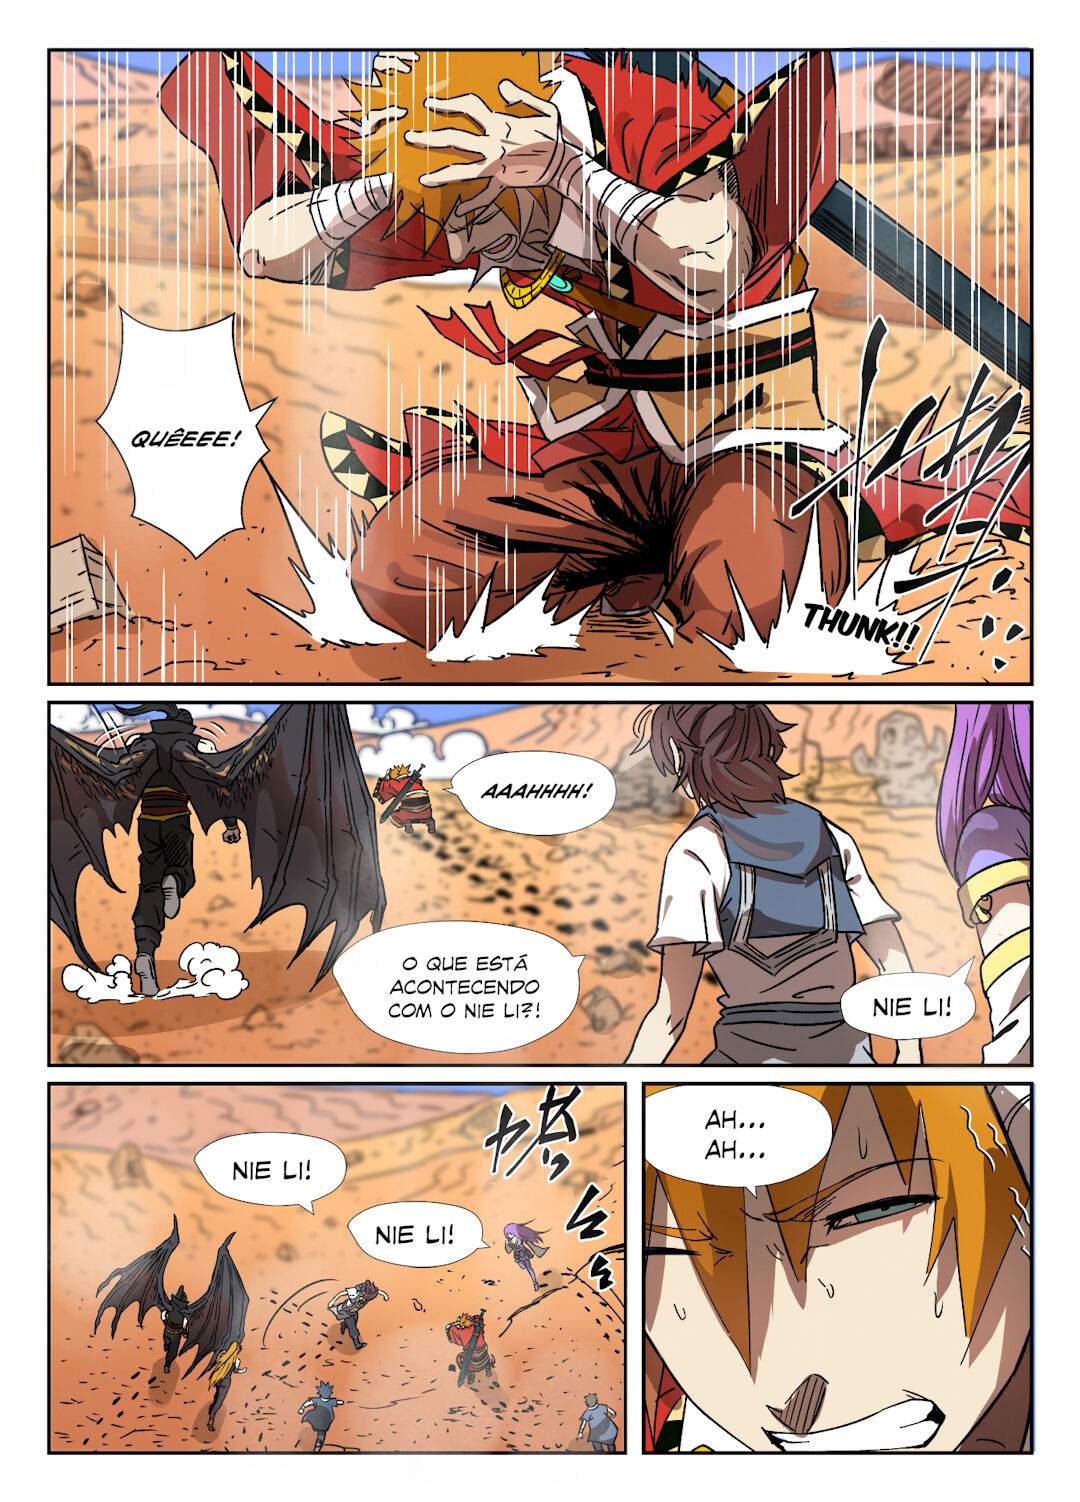 QUÊEEE!
THUNK!!
AAAHHHH!
O QUE ESTÁ
ACONTECENDO
COM O NIE LI?!
NIE LI!
NIE LI!
NIE LI!
AH...
AH...